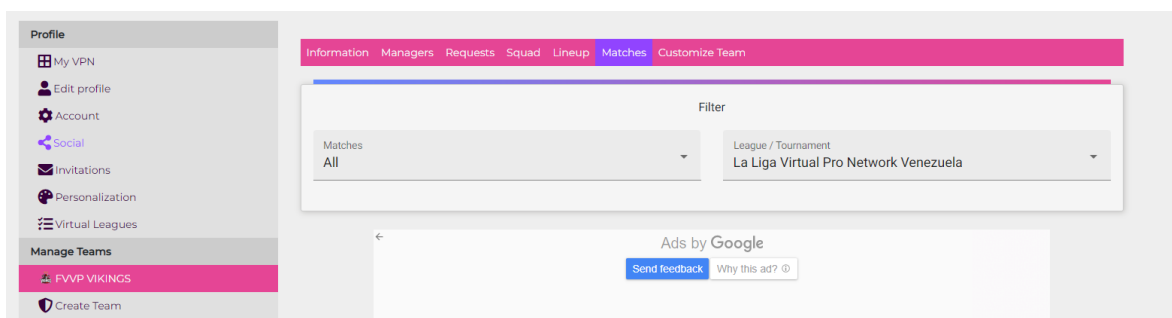 Profile
My VPN
Edit profile
Account
Social
Invitations
Personalization
Virtual Leagues
Manage Teams
FVVP VIKINGS
Create Team
Information Managers Requests Squad Lineup Matches Customize Team
Filter
Matches
All
League / Tournament
La Liga Virtual Pro Network Venezuela
Ads by Google
Send feedback Why this ad?